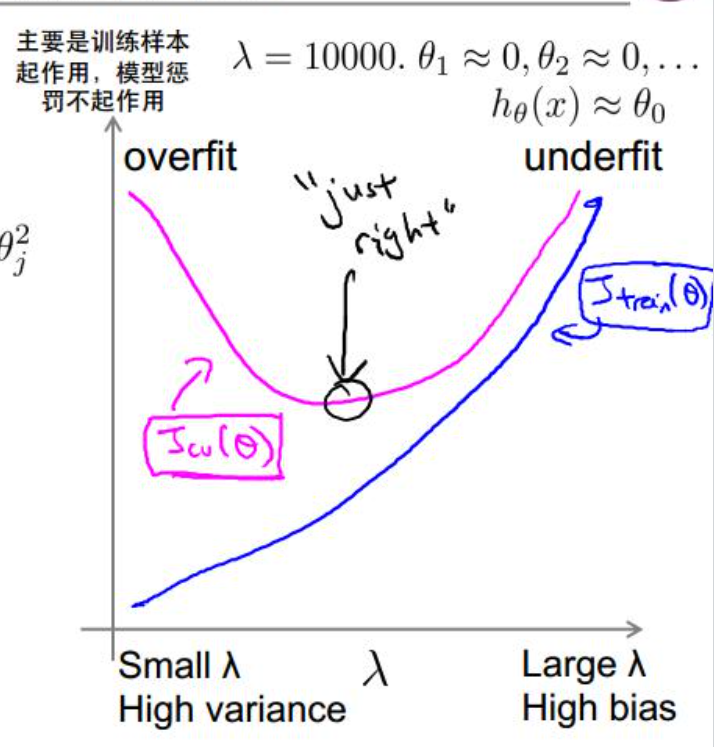 主要是训练样本
起作用，模型惩
罚不起作用
λ = 10000. θ₁ ≈ 0, θ₂ ≈ 0, . . .
hθ(x) ≈ θ₀
overfit
underfit
"just
right"
θⱼ²
Jtrain(θ)
Jcv(θ)
Small λ
High variance
λ
Large λ
High bias